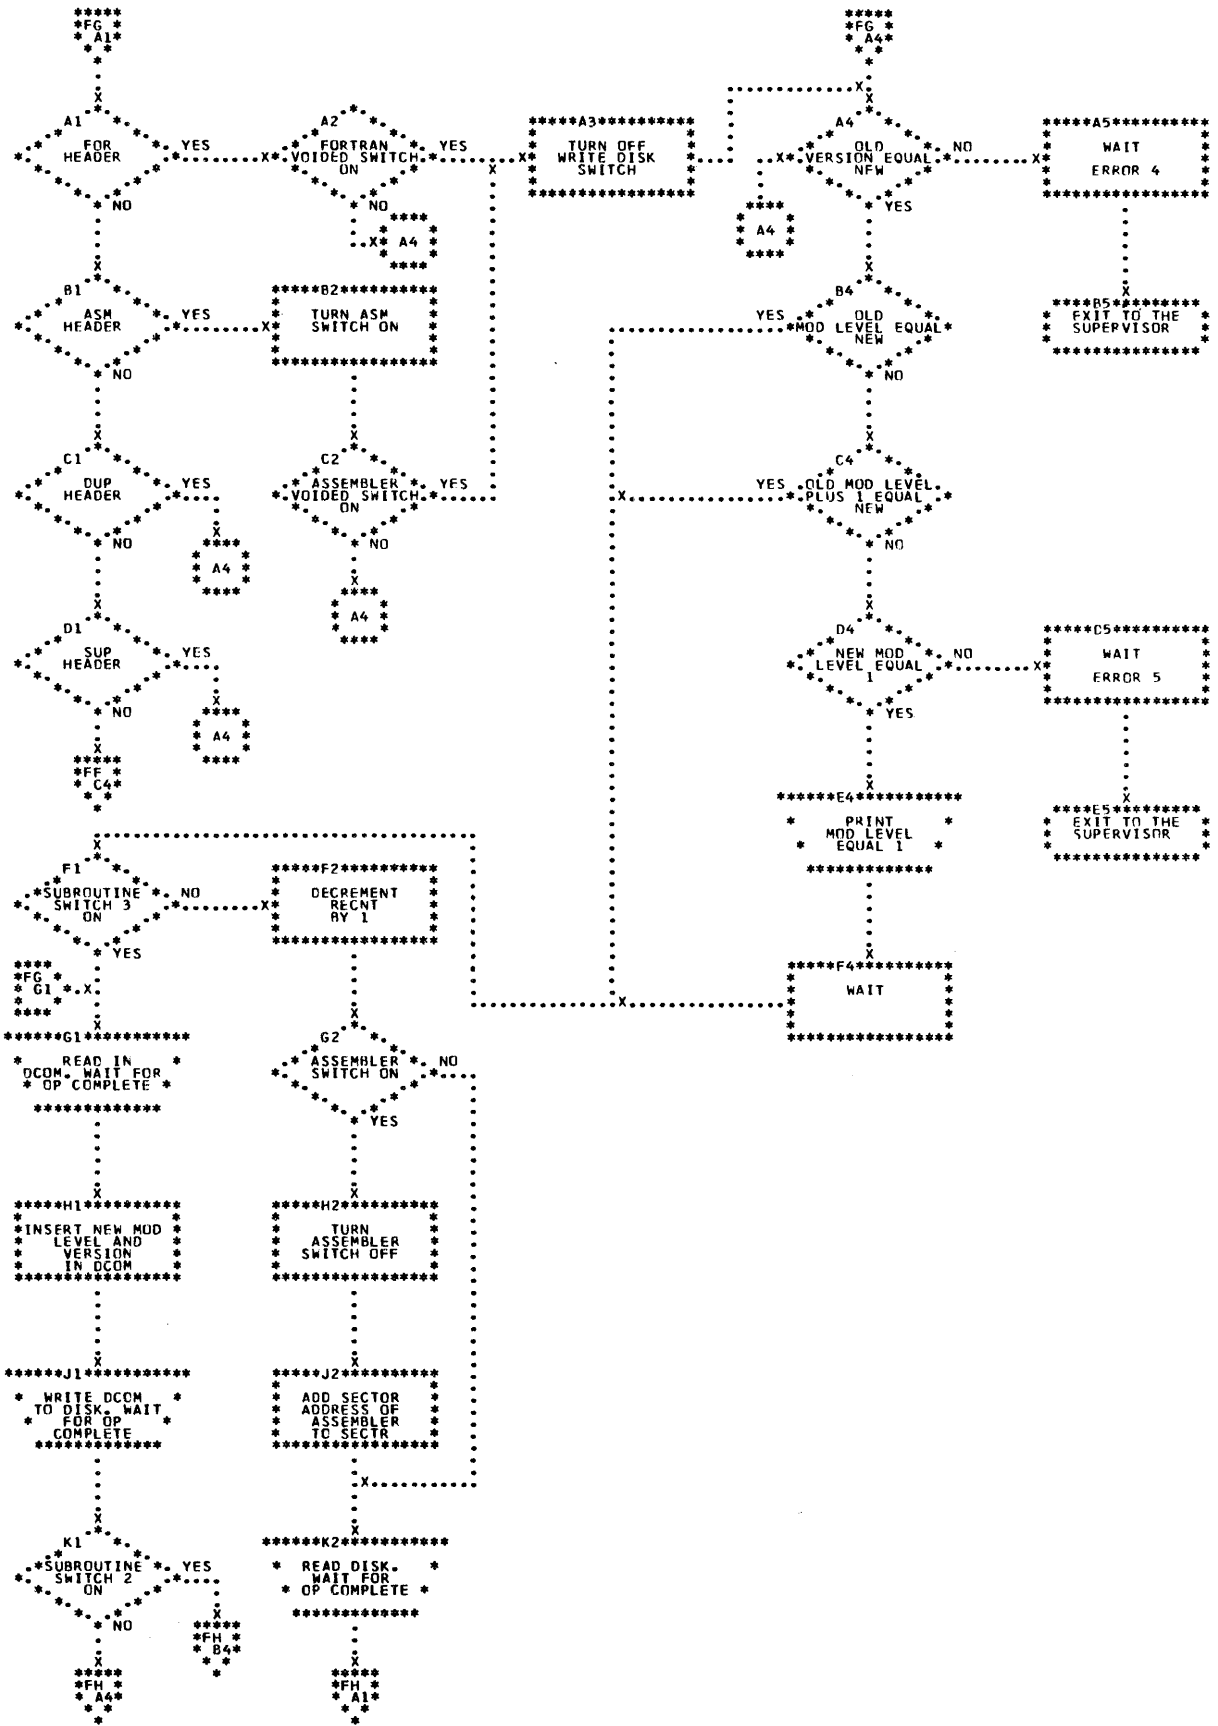 FG
A1
FG
A4
A1
FOR
HEADER
YES
NO
A2
FORTRAN
VOIDED SWITCH
ON
YES
NO
A4
A3
TURN OFF
WRITE DISK
SWITCH
A4
OLD
VERSION EQUAL
NEW
NO
YES
A4
A5
WAIT
ERROR 4
B1
ASM
HEADER
YES
NO
B2
TURN ASM
SWITCH ON
B4
OLD
MOD LEVEL EQUAL
NEW
YES
NO
B5
EXIT TO THE
SUPERVISOR
C1
DUP
HEADER
YES
NO
A4
C2
ASSEMBLER
VOIDED SWITCH
ON
YES
NO
A4
C4
OLD MOD LEVEL
PLUS 1 EQUAL
NEW
YES
NO
D1
SUP
HEADER
YES
NO
A4
FF
C4
D4
NEW MOD
LEVEL EQUAL
1
NO
YES
D5
WAIT
ERROR 5
E4
PRINT
MOD LEVEL
EQUAL 1
E5
EXIT TO THE
SUPERVISOR
F1
SUBROUTINE
SWITCH 3
ON
NO
YES
F2
DECREMENT
RECNT
BY 1
F4
WAIT
FG
G1
G1
READ IN
DCOM. WAIT FOR
OP COMPLETE
G2
ASSEMBLER
SWITCH ON
NO
YES
H1
INSERT NEW MOD
LEVEL AND
VERSION
IN DCOM
H2
TURN
ASSEMBLER
SWITCH OFF
J1
WRITE DCOM
TO DISK. WAIT
FOR OP
COMPLETE
J2
ADD SECTOR
ADDRESS OF
ASSEMBLER
TO SECTR
K1
SUBROUTINE
SWITCH 2
ON
YES
NO
FH
B4
FH
A4
K2
READ DISK.
WAIT FOR
OP COMPLETE
FH
A1